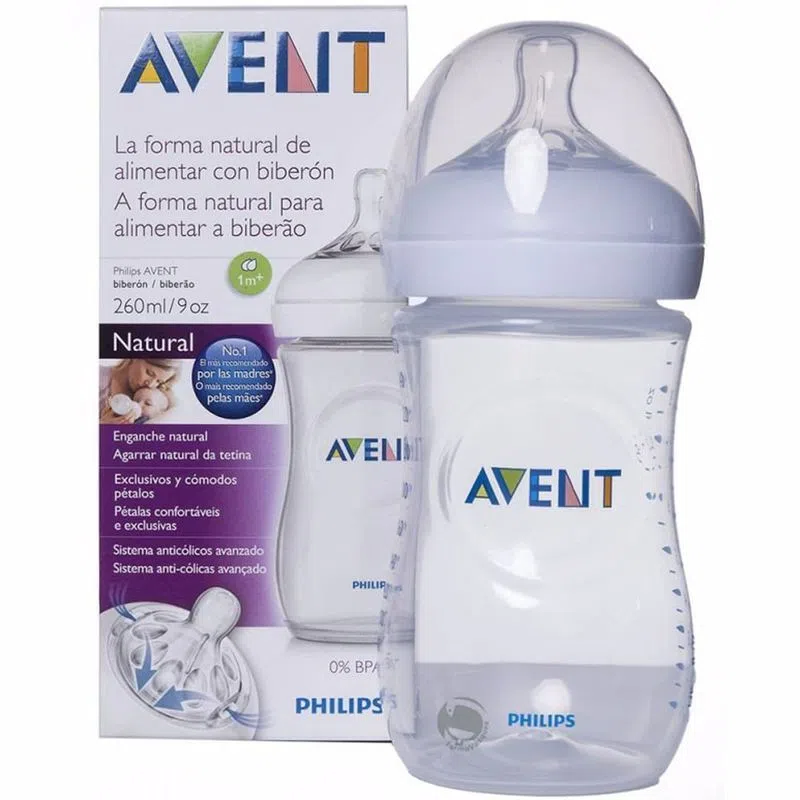 AVENT
La forma natural de
alimentar con biberón
A forma natural para
alimentar a biberão
Philips AVENT
biberón / biberão
260ml/9oz
1m+
Natural
No.1
El más recomendado
por las madres*
O mais recomendado
pelas mães*
Enganche natural
Agarrar natural da tetina
Exclusivos y cómodos
pétalos
Pétalas confortáveis
e exclusivas
Sistema anticólicos avanzado
Sistema anti-cólicas avançado
0% BPA
PHILIPS
AVENT
PHILIPS
fl oz
AVENT
PHILIPS